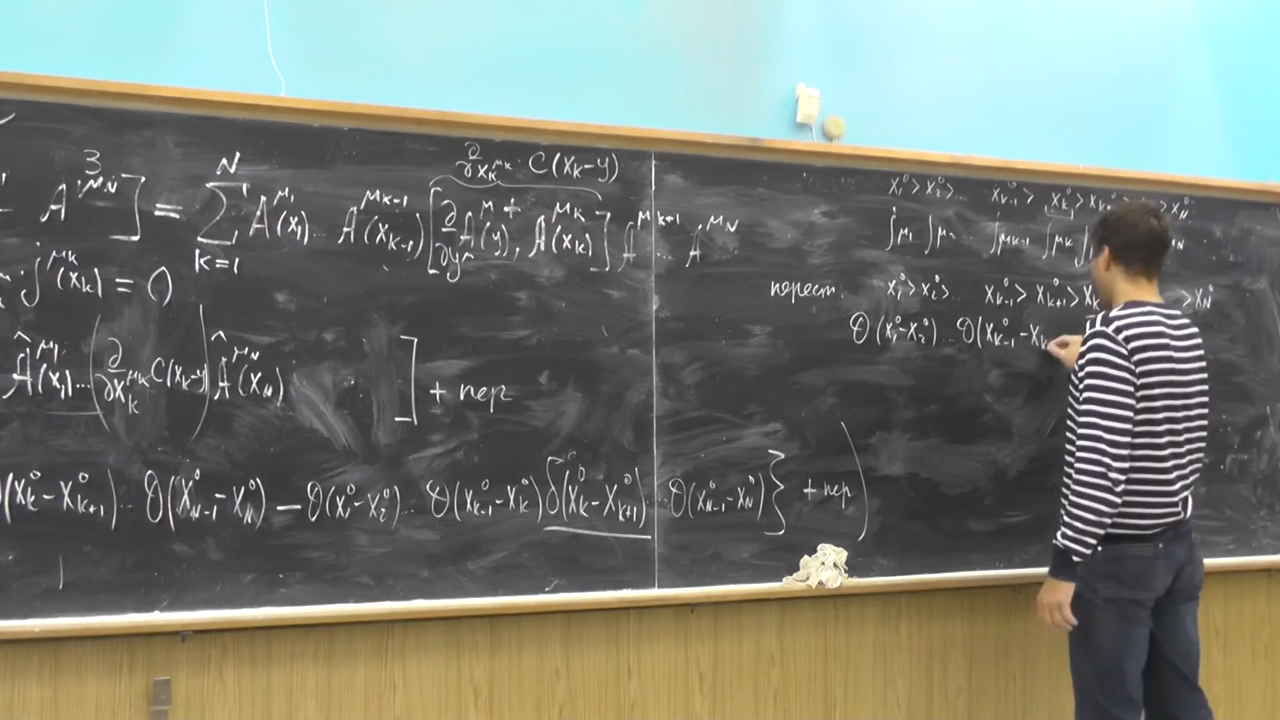 ∂/∂x_k^{μ_k} C(x_k−y)
A^{μ_N}] = Σ_{k=1}^{N} A^{μ_1}(x_1)... A^{μ_{k−1}}(x_{k−1}) [∂/∂y^μ A^{μ+}(y), A^{μ_k}(x_k)] A^{μ_{k+1}}... A^{μ_N}
j^{μ_k}(x_k) = 0
Â^{μ_1}(x_1)...(∂/∂x_k^{μ_k} C(x_k−y)) Â^{μ_N}(x_N) ] + пер
(x_k^0−x_{k+1}^0)... θ(x_{N−1}^0−x_N^0) − θ(x_1^0−x_2^0)... θ(x_{k−1}^0−x_k^0) δ(x_k^0−x_{k+1}^0)... θ(x_{N−1}^0−x_N^0)} + пер )
x_1^0 > x_2^0 >... x_{k−1}^0 > x_k^0 > > x_N^0
j^{μ_1} j^{μ_2}... j^{μ_{k−1}} j^{μ_k} j
перест. x_1^0 > x_2^0 >... x_{k−1}^0 > x_{k+1}^0 > x_k > x_N^0
θ(x_1^0−x_2^0)... θ(x_{k−1}^0−x_k